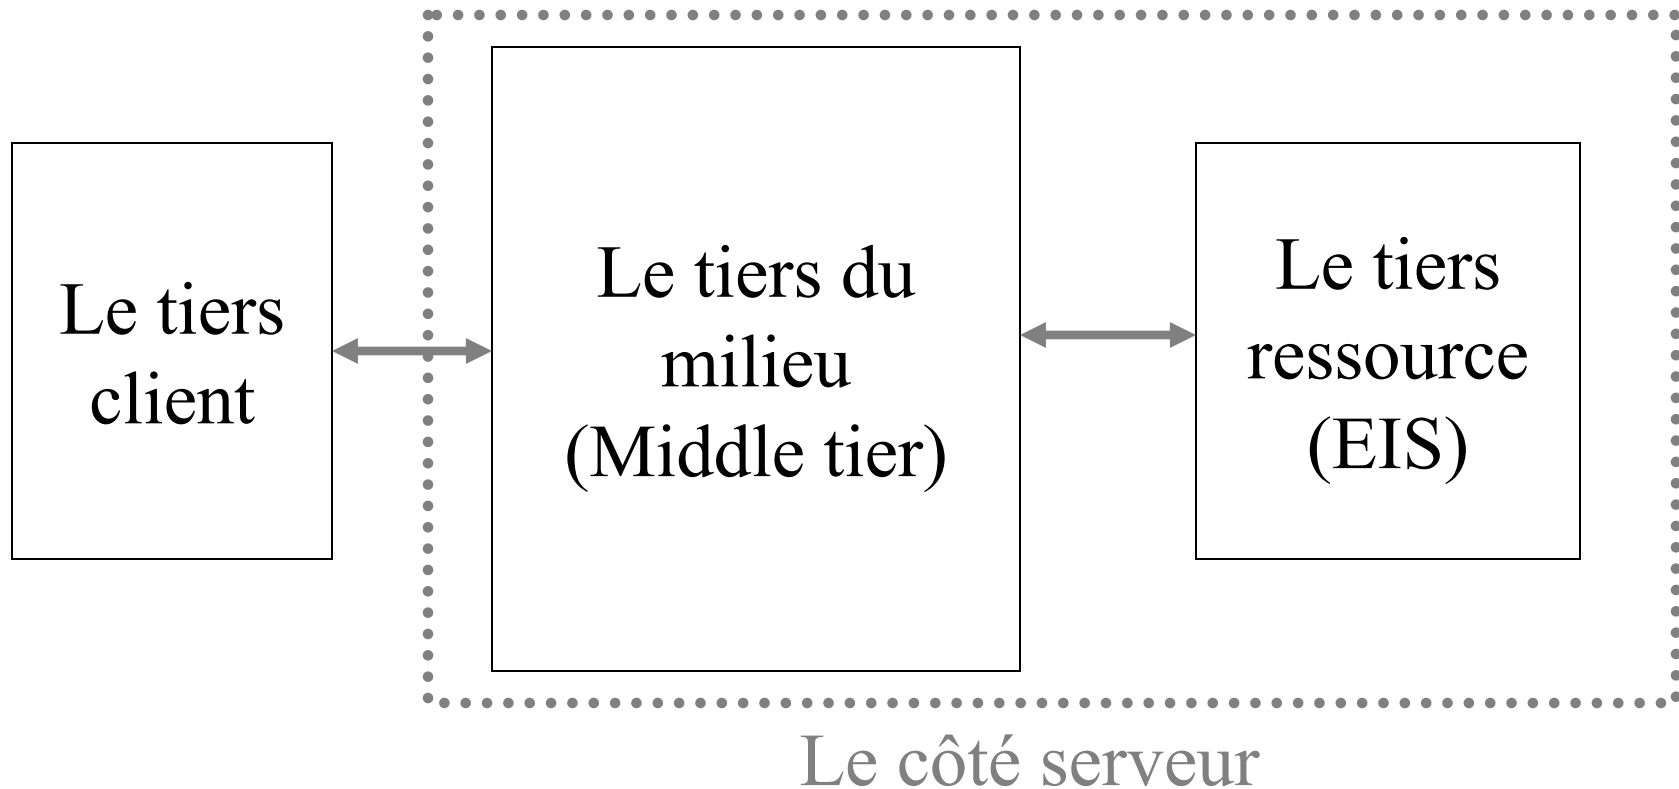 Le tiers
client
Le tiers du
milieu
(Middle tier)
Le tiers
ressource
(EIS)
Le côté serveur